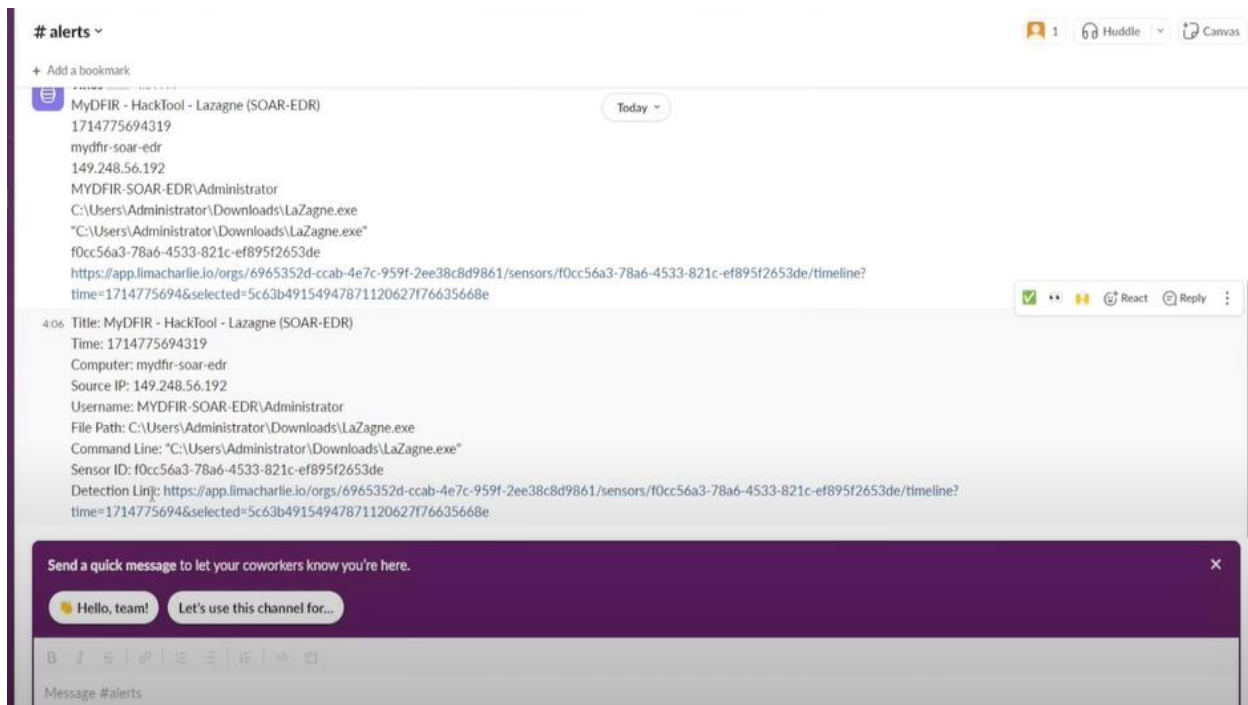 # alerts
1
Huddle
Canvas
+ Add a bookmark
Today
MyDFIR - HackTool - Lazagne (SOAR-EDR)
1714775694319
mydfir-soar-edr
149.248.56.192
MYDFIR-SOAR-EDR\Administrator
C:\Users\Administrator\Downloads\LaZagne.exe
"C:\Users\Administrator\Downloads\LaZagne.exe"
f0cc56a3-78a6-4533-821c-ef895f2653de
https://app.limacharlie.io/orgs/6965352d-ccab-4e7c-959f-2ee38c8d9861/sensors/f0cc56a3-78a6-4533-821c-ef895f2653de/timeline?
time=1714775694&selected=5c63b49154947871120627f76635668e
React
Reply
4:06 Title: MyDFIR - HackTool - Lazagne (SOAR-EDR)
Time: 1714775694319
Computer: mydfir-soar-edr
Source IP: 149.248.56.192
Username: MYDFIR-SOAR-EDR\Administrator
File Path: C:\Users\Administrator\Downloads\LaZagne.exe
Command Line: "C:\Users\Administrator\Downloads\LaZagne.exe"
Sensor ID: f0cc56a3-78a6-4533-821c-ef895f2653de
Detection Link: https://app.limacharlie.io/orgs/6965352d-ccab-4e7c-959f-2ee38c8d9861/sensors/f0cc56a3-78a6-4533-821c-ef895f2653de/timeline?
time=1714775694&selected=5c63b49154947871120627f76635668e
Send a quick message to let your coworkers know you're here.
Hello, team!
Let's use this channel for...
B I S
Message #alerts